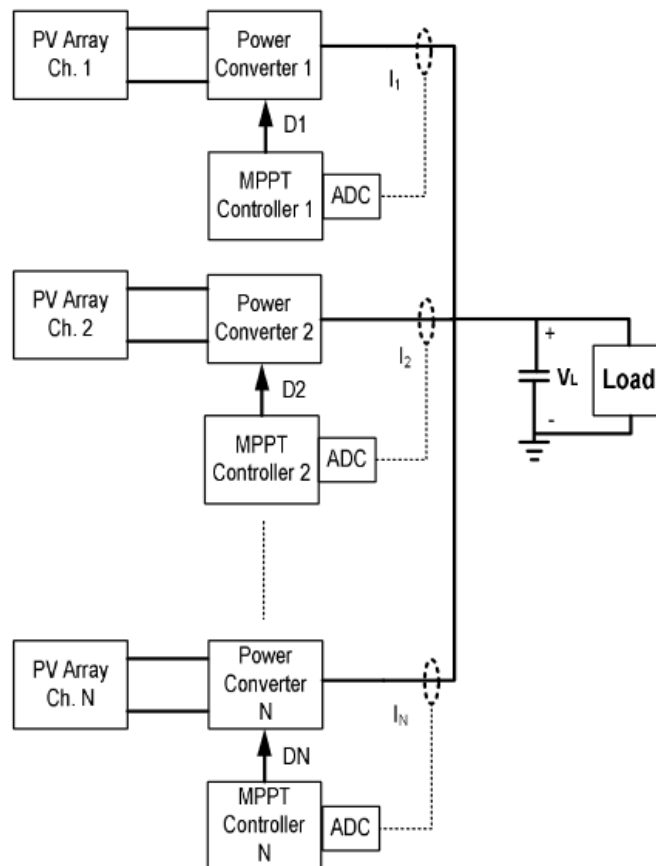 PV Array
Ch. 1
Power
Converter 1
I1
D1
MPPT
Controller 1
ADC
PV Array
Ch. 2
Power
Converter 2
I2
D2
MPPT
Controller 2
ADC
+
VL
-
Load
PV Array
Ch. N
Power
Converter
N
IN
DN
MPPT
Controller
N
ADC